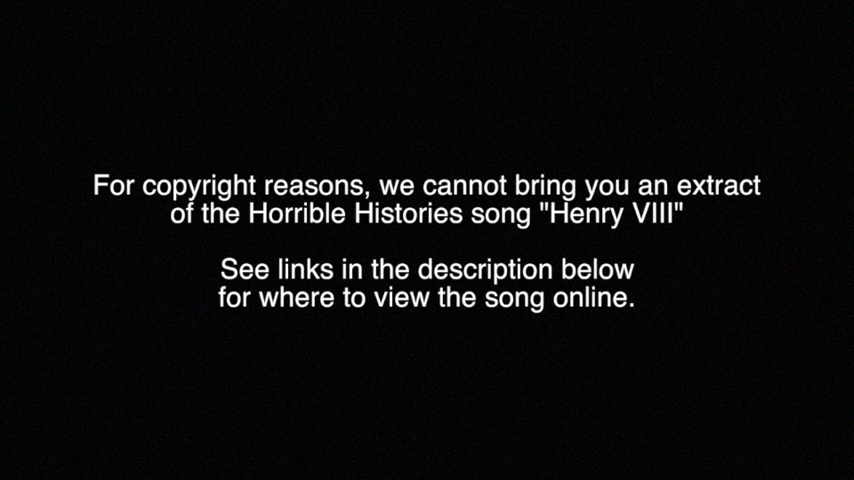 For copyright reasons, we cannot bring you an extract
of the Horrible Histories song "Henry VIII"
See links in the description below
for where to view the song online.